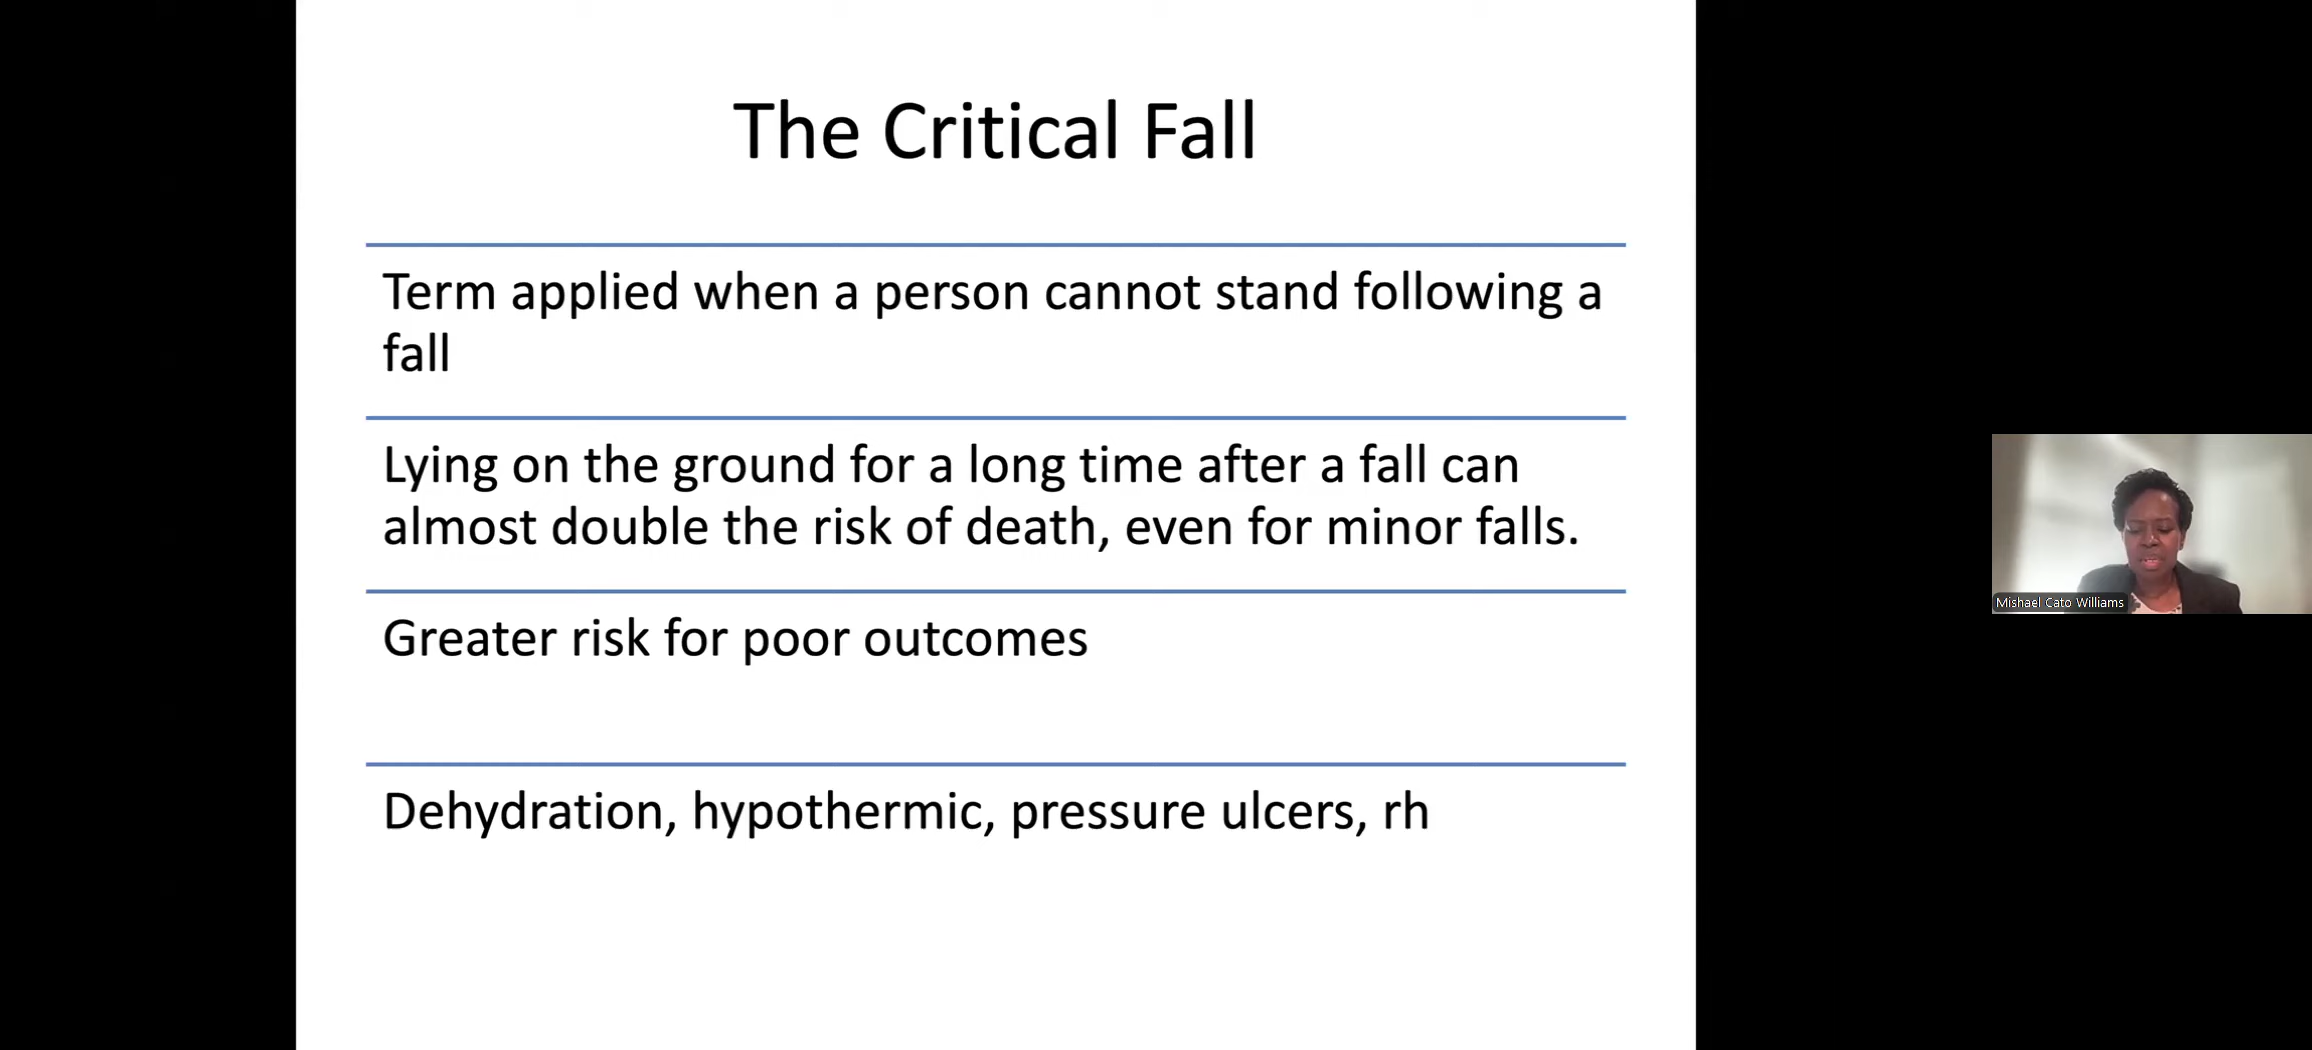 The Critical Fall
Term applied when a person cannot stand following a
fall
Lying on the ground for a long time after a fall can
almost double the risk of death, even for minor falls.
Greater risk for poor outcomes
Dehydration, hypothermic, pressure ulcers, rh
Mishael Cato Williams